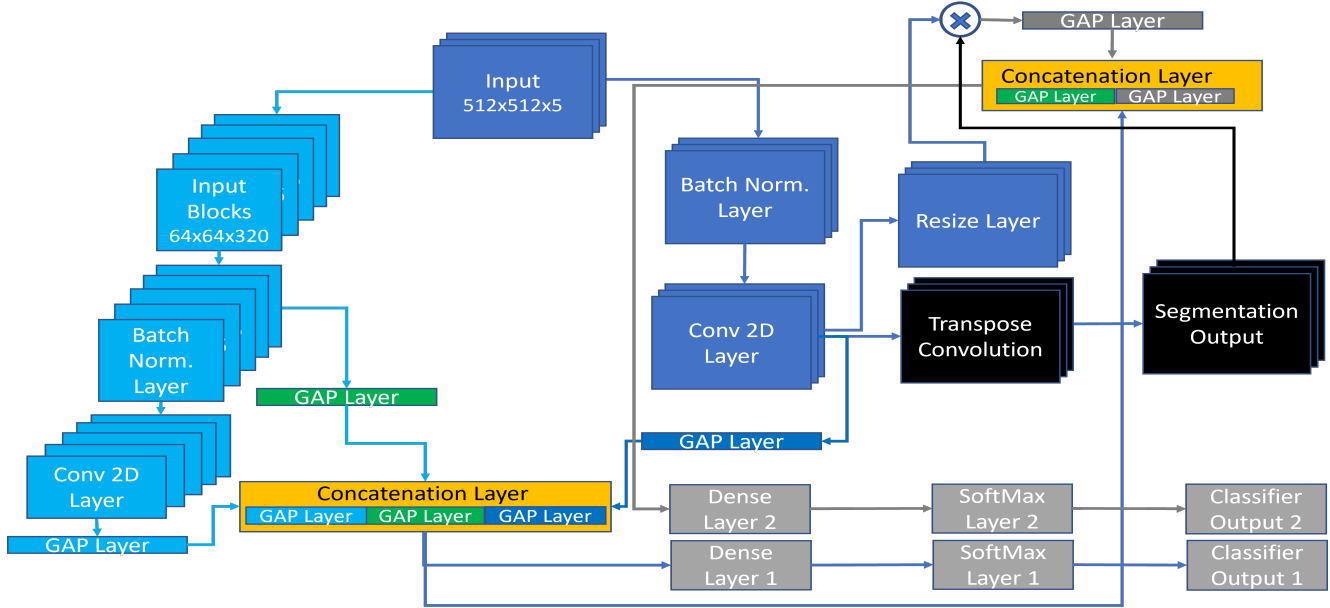 GAP Layer
Concatenation Layer
GAP Layer
GAP Layer
Input
512x512x5
Input
Blocks
64x64x320
Batch Norm.
Layer
Resize Layer
Batch
Norm.
Layer
Conv 2D
Layer
Transpose
Convolution
Segmentation
Output
GAP Layer
GAP Layer
Conv 2D
Layer
GAP Layer
Concatenation Layer
GAP Layer
GAP Layer
GAP Layer
Dense
Layer 2
SoftMax
Layer 2
Classifier
Output 2
Dense
Layer 1
SoftMax
Layer 1
Classifier
Output 1